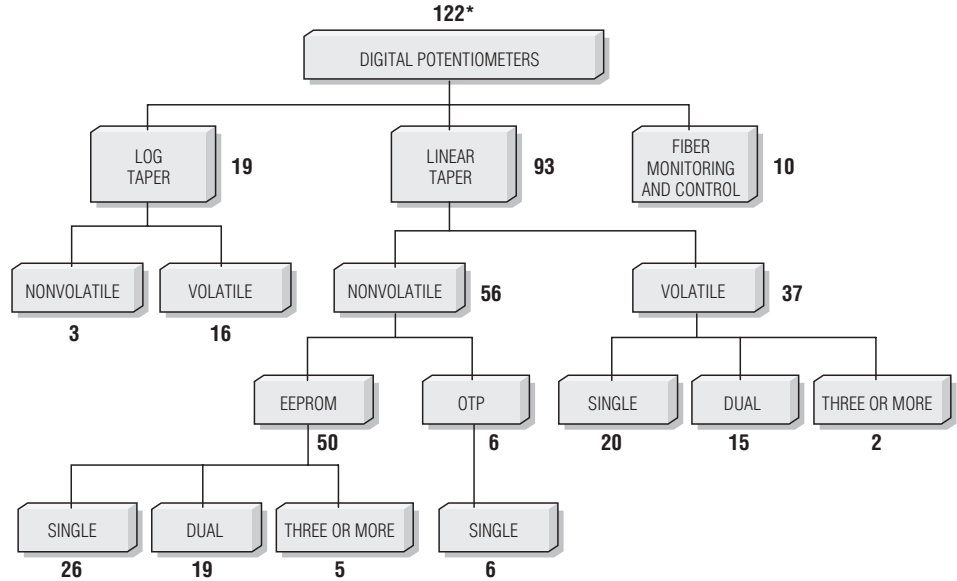 122*
DIGITAL POTENTIOMETERS
LOG
TAPER
19
LINEAR
TAPER
93
FIBER
MONITORING
AND CONTROL
10
NONVOLATILE
3
VOLATILE
16
NONVOLATILE
56
VOLATILE
37
EEPROM
50
OTP
6
SINGLE
20
DUAL
15
THREE OR MORE
2
SINGLE
26
DUAL
19
THREE OR MORE
5
SINGLE
6